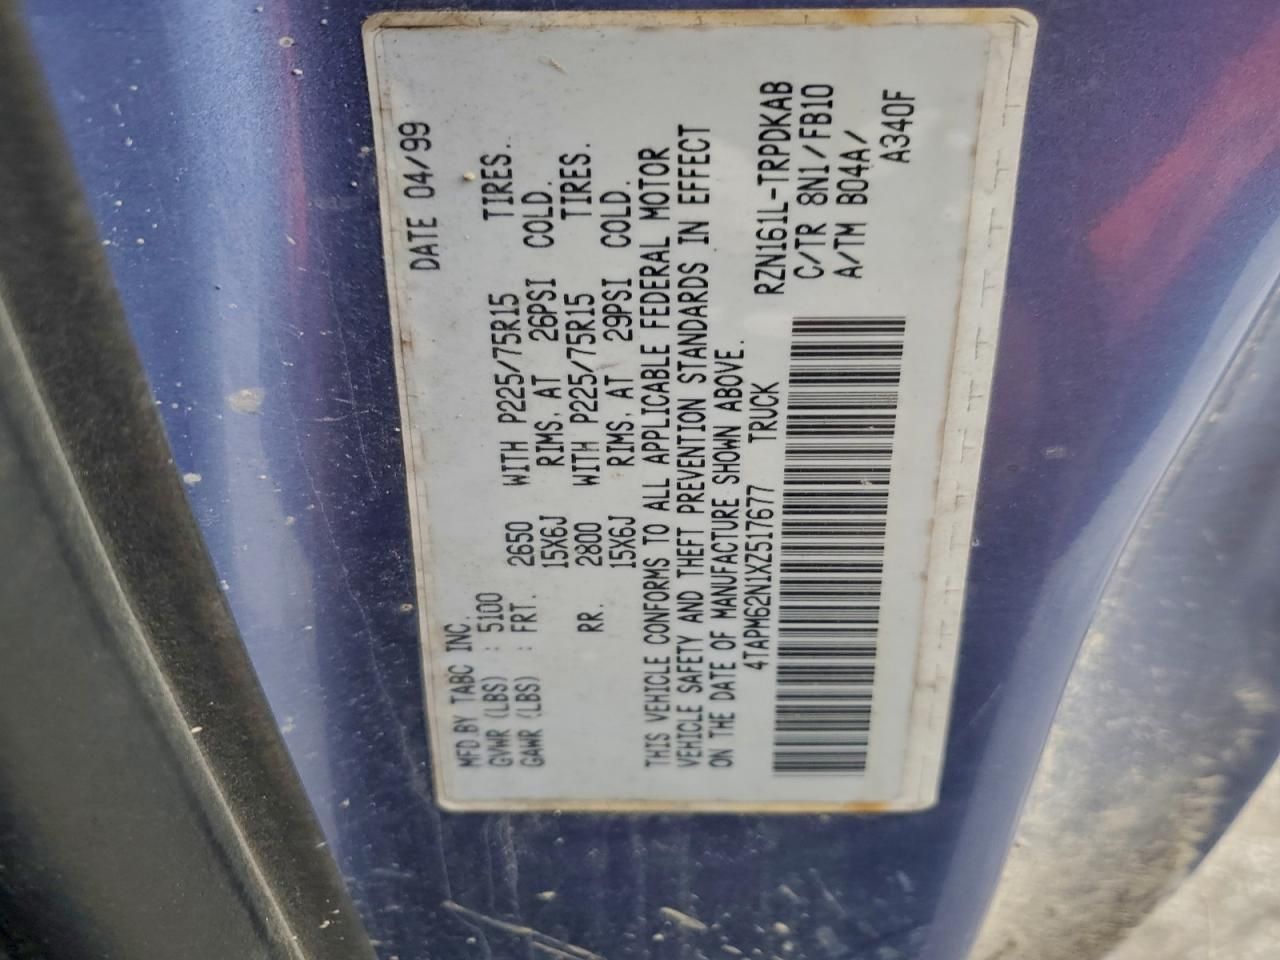 DATE 04/99
MFD.BY TABC INC.
GVWR (LBS) : 5100
GAWR (LBS) : FRT. 2650 WITH P225/75R15 TIRES.
15X6J RIMS, AT 26PSI COLD.
RR. 2800 WITH P225/75R15 TIRES.
15X6J RIMS, AT 29PSI COLD.
THIS VEHICLE CONFORMS TO ALL APPLICABLE FEDERAL MOTOR
VEHICLE SAFETY AND THEFT PREVENTION STANDARDS IN EFFECT
ON THE DATE OF MANUFACTURE SHOWN ABOVE.
4TAPM62N1XZ517677 TRUCK
RZN161L-TRPDKAB
C/TR 8N1/FB10
A/TM B04A/
A340F